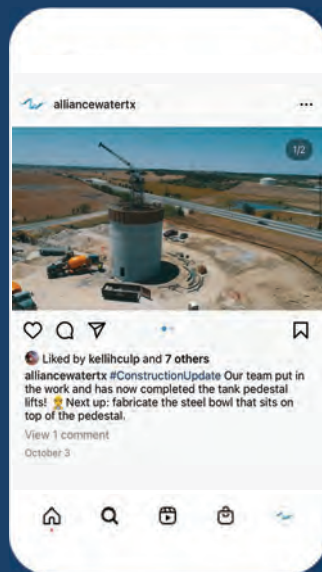 alliancewatertx
1/2
Liked by kellihculp and 7 others
alliancewatertx #ConstructionUpdate Our team put in
the work and has now completed the tank pedestal
lifts! 👷Next up: fabricate the steel bowl that sits on
top of the pedestal.
View 1 comment
October 3